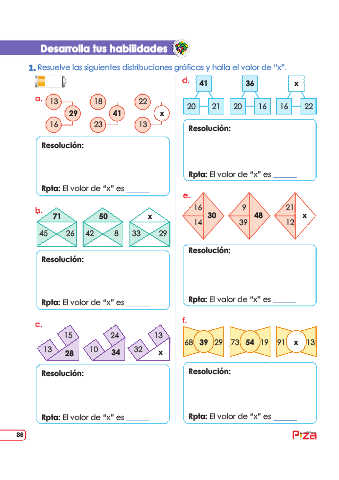 Desarrolla tus habilidades
1. Resuelve las siguientes distribuciones gráficas y halla el valor de “x”.
a.
13 18 22
29 41 x
16 23 13
Resolución:
Rpta: El valor de “x” es ______
b.
71 50 x
45 26 42 8 33 29
Resolución:
Rpta: El valor de “x” es ______
c.
15 24 13
13 28 10 34 32 x
Resolución:
Rpta: El valor de “x” es ______
d.
41 36 x
20 21 20 16 16 22
Resolución:
Rpta: El valor de “x” es ______
e.
16 9 21
30 48 x
14 39 12
Resolución:
Rpta: El valor de “x” es ______
f.
68 39 29 73 54 19 91 x 13
Resolución:
Rpta: El valor de “x” es ______
86
Piza